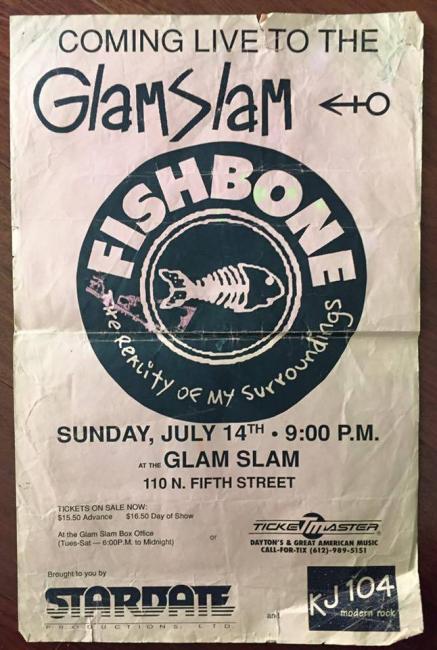 COMING LIVE TO THE
GlamSlam
FISHBONE
the Reality OF MY Surroundings
SUNDAY, JULY 14TH • 9:00 P.M.
AT THE GLAM SLAM
110 N. FIFTH STREET
TICKETS ON SALE NOW:
$15.50 Advance $16.50 Day of Show
At the Glam Slam Box Office
(Tues-Sat — 6:00P.M. to Midnight)
or
TICKETMASTER
DAYTON'S & GREAT AMERICAN MUSIC
CALL-FOR-TIX (612)-989-5151
Brought to you by
STARDATE
PRODUCTIONS, LTD.
and
KJ 104
modern rock